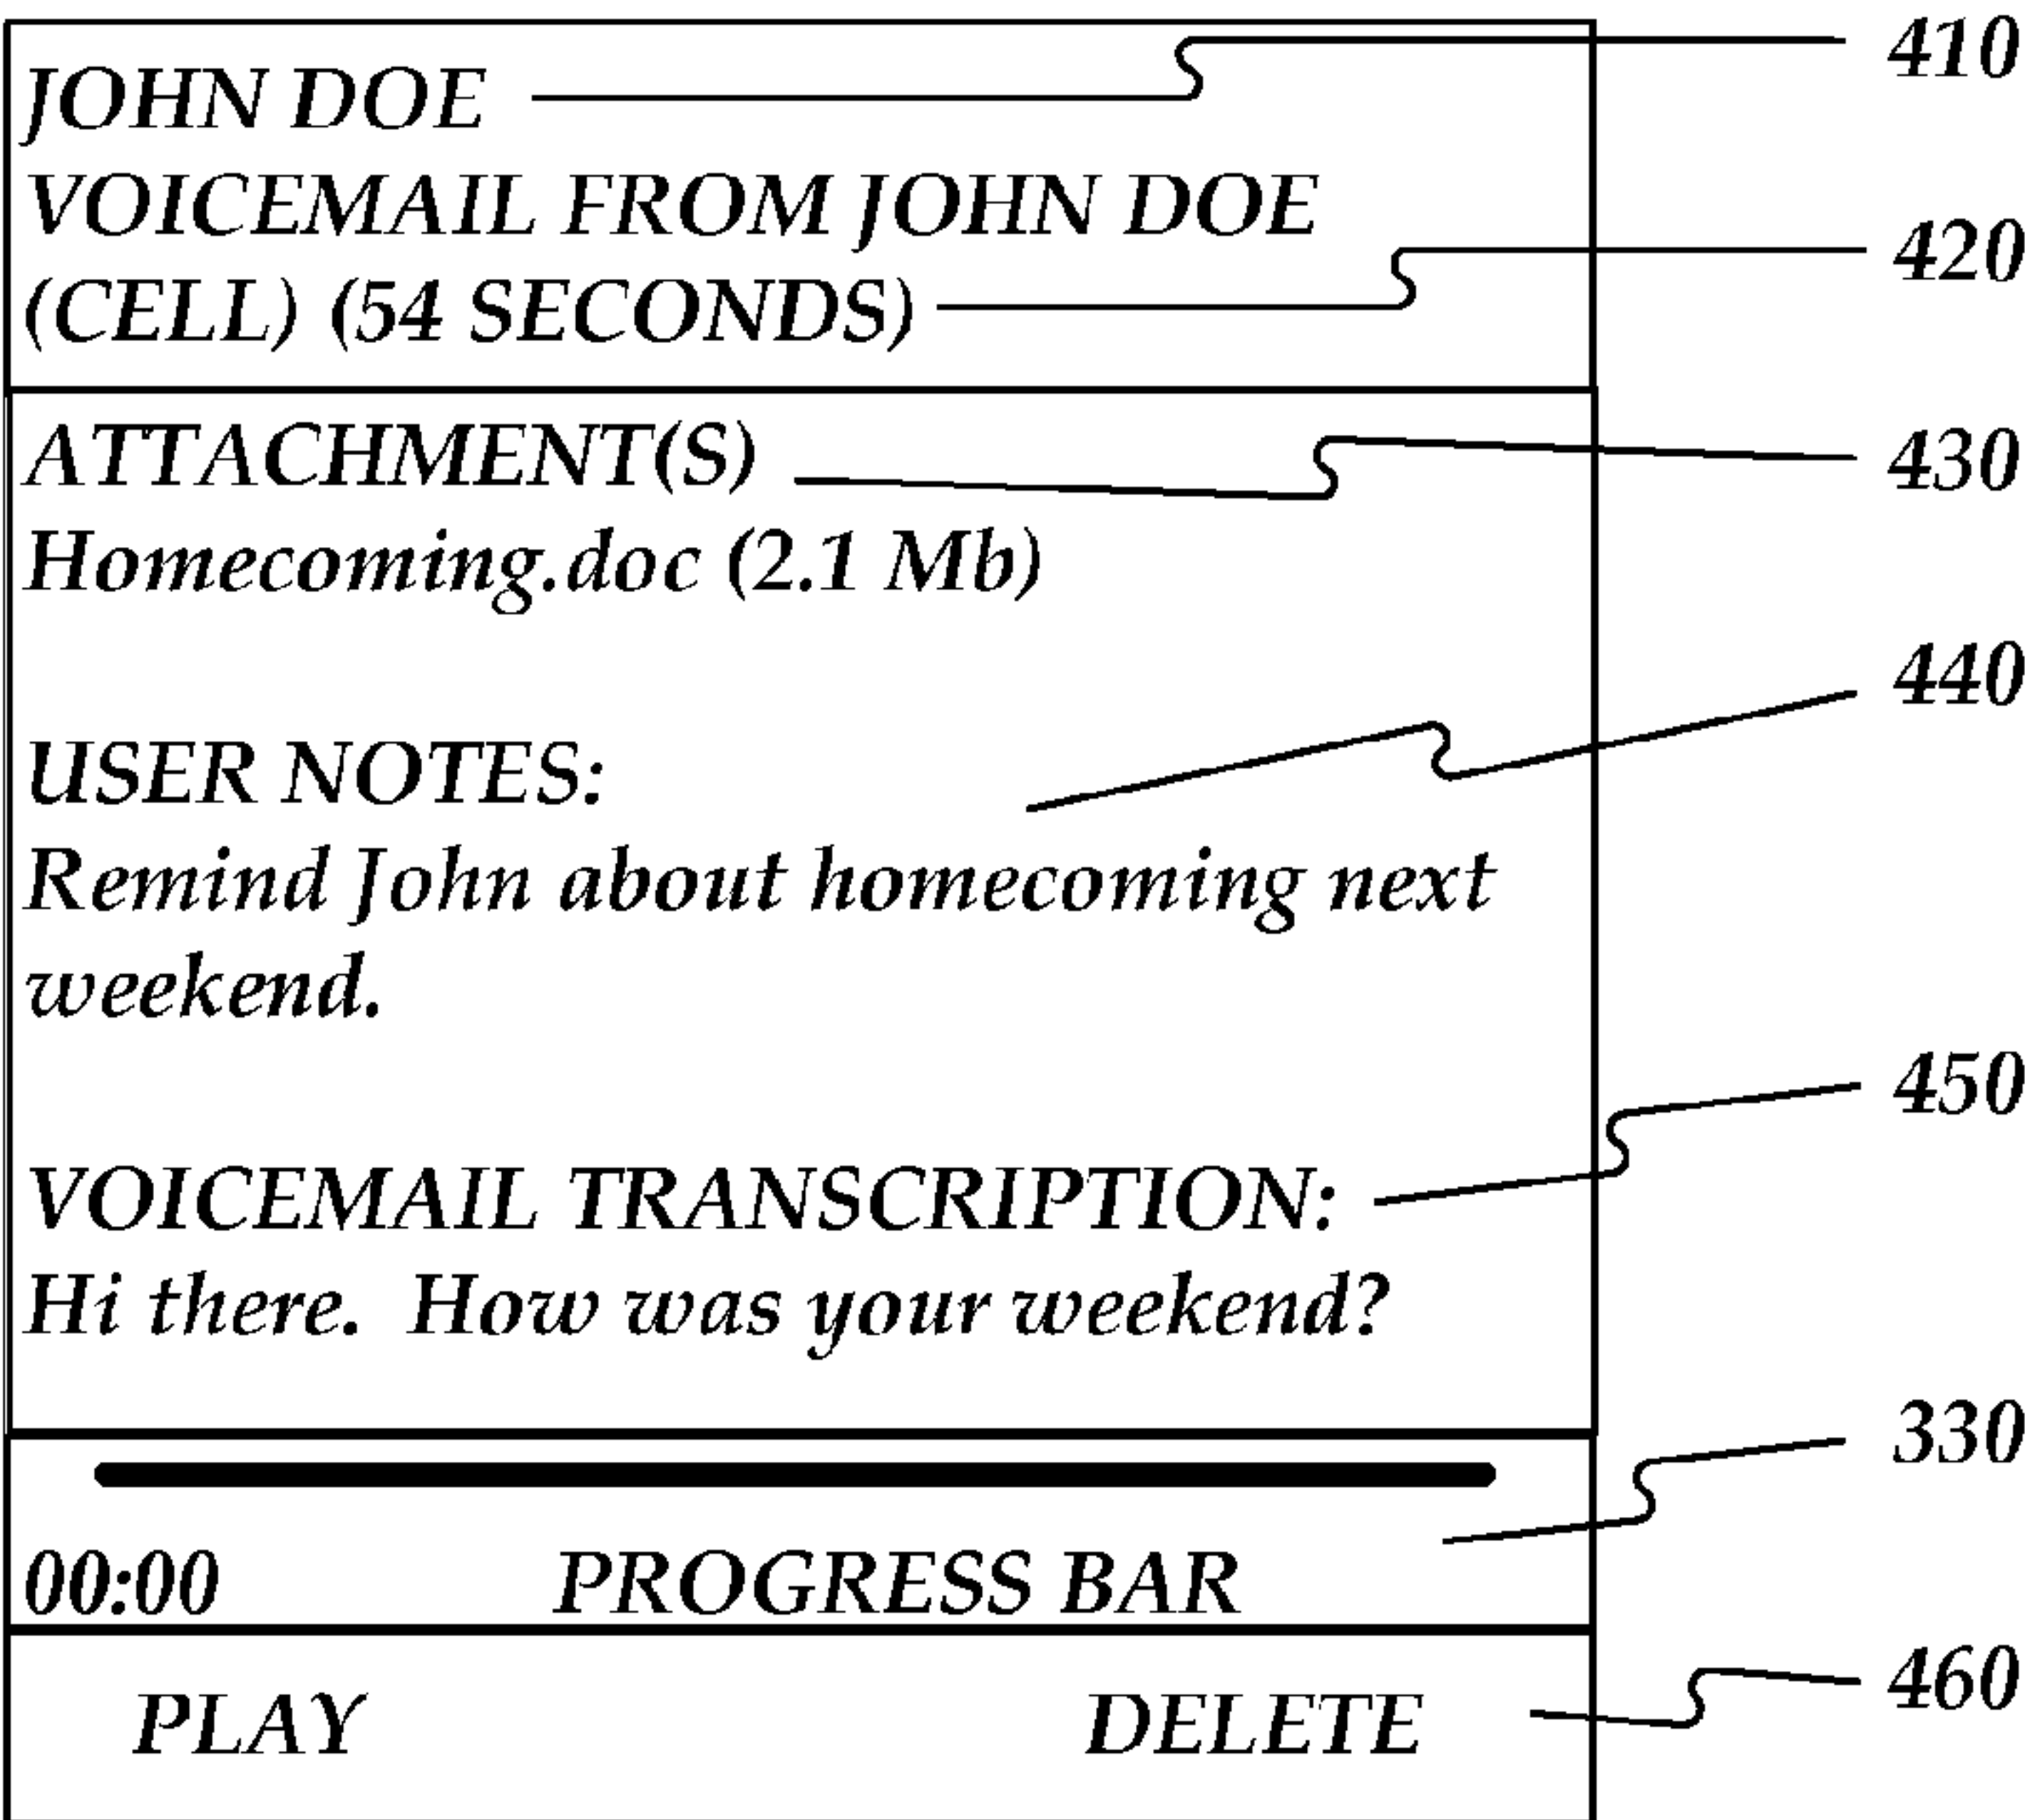 JOHN DOE 410
VOICEMAIL FROM JOHN DOE
(CELL) (54 SECONDS) 420
ATTACHMENT(S) 430
Homecoming.doc (2.1 Mb)
440
USER NOTES:
Remind John about homecoming next
weekend.
450
VOICEMAIL TRANSCRIPTION:
Hi there. How was your weekend?
330
00:00 PROGRESS BAR
PLAY DELETE 460